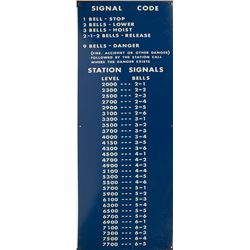 SIGNAL CODE
1 BELL - STOP
2 BELLS - LOWER
3 BELLS - HOIST
2-1-2 BELLS - RELEASE
9 BELLS - DANGER
(FIRE, ACCIDENT OR OTHER DANGER)
FOLLOWED BY THE STATION CALL
WHERE THE DANGER EXISTS
STATION SIGNALS
LEVEL BELLS
2000 --- 2-1
2500 --- 2-2
2900 --- 2-3
2700 --- 2-4
2900 --- 2-5
3100 --- 2-6
3300 --- 3-1
3500 --- 3-2
3700 --- 3-3
4000 --- 3-4
4150 --- 3-5
4300 --- 3-6
4500 --- 4-1
4700 --- 4-2
4900 --- 4-3
5100 --- 4-4
5300 --- 4-5
5500 --- 4-6
5700 --- 5-1
5900 --- 5-2
6100 --- 5-3
6300 --- 5-4
6500 --- 5-5
6700 --- 5-6
6900 --- 6-1
7100 --- 6-2
7300 --- 6-3
7500 --- 6-4
7700 --- 6-5